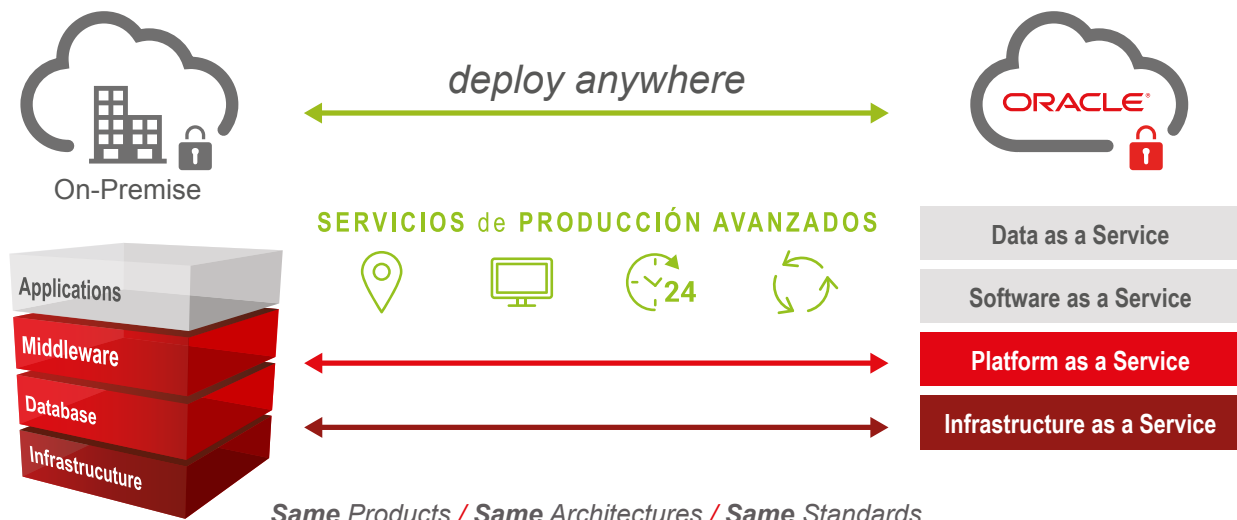 deploy anywhere
ORACLE®
On-Premise
SERVICIOS de PRODUCCIÓN AVANZADOS
24
Applications
Middleware
Database
Infrastrucuture
Data as a Service
Software as a Service
Platform as a Service
Infrastructure as a Service
Same Products / Same Architectures / Same Standards